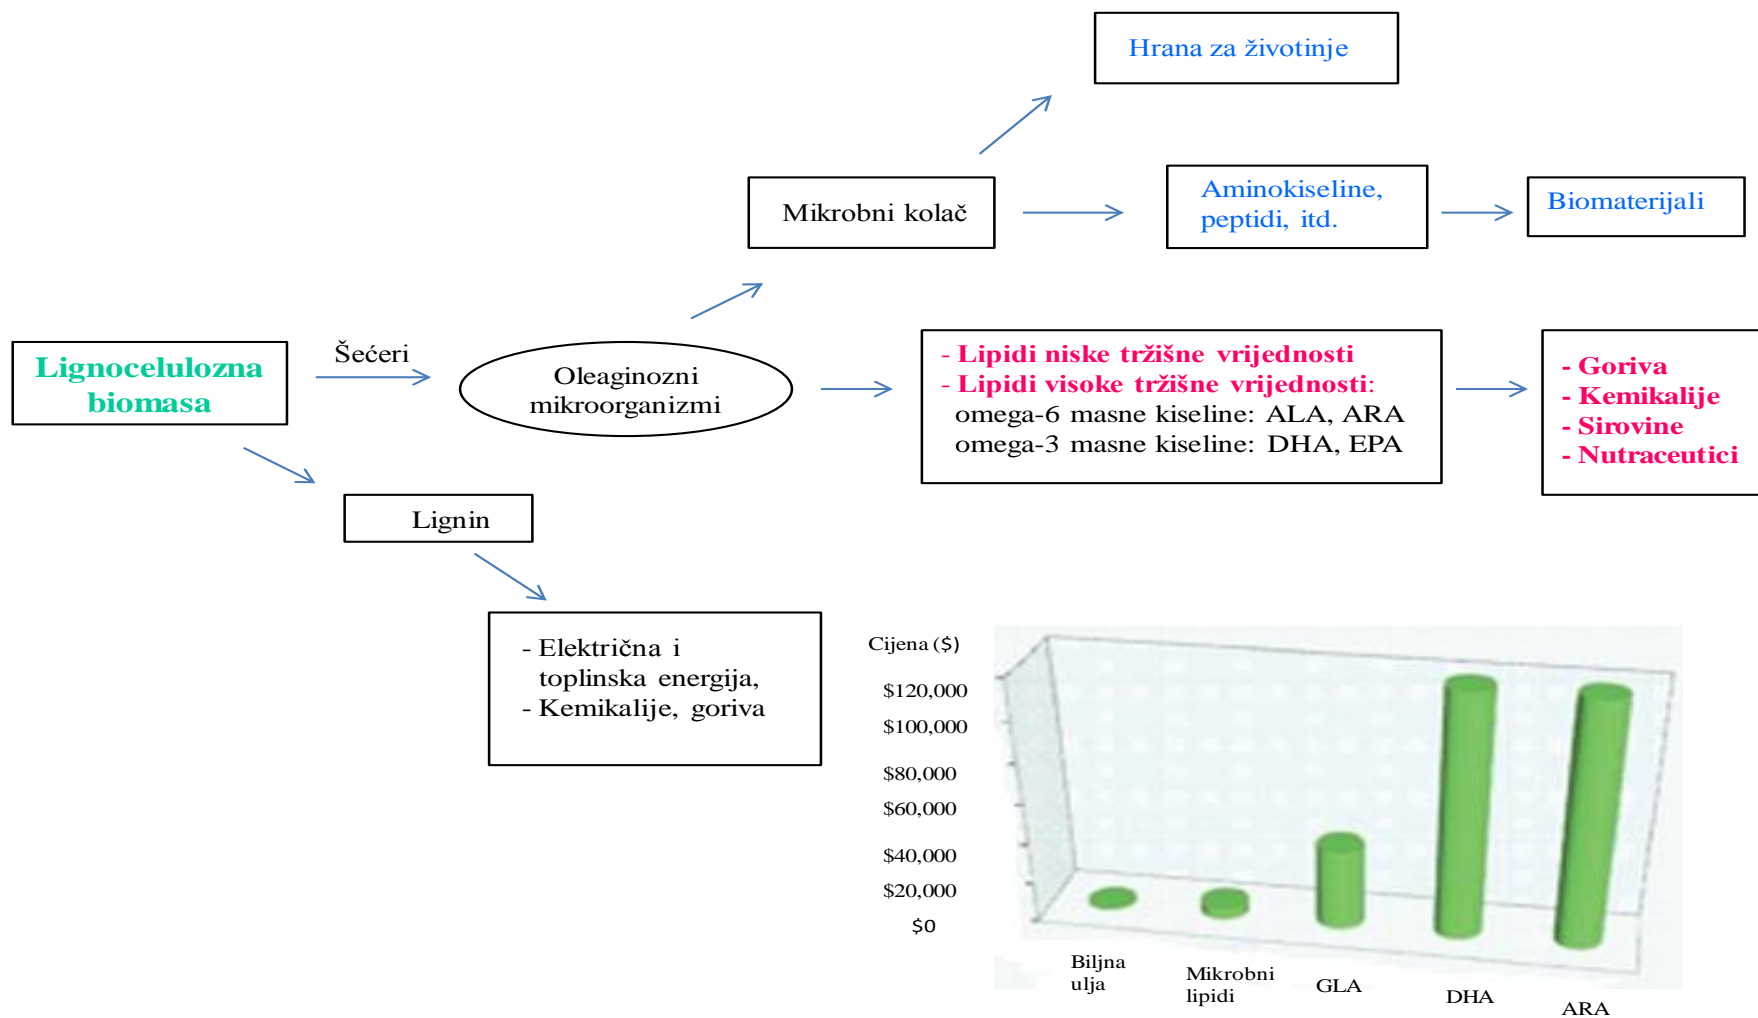 Hrana za životinje
Mikrobni kolač
Aminokiseline,
peptidi, itd.
Biomaterijali
Lignocelulozna
biomasa
Šećeri
Oleaginozni
mikroorganizmi
- Lipidi niske tržišne vrijednosti
- Lipidi visoke tržišne vrijednosti:
omega-6 masne kiseline: ALA, ARA
omega-3 masne kiseline: DHA, EPA
- Goriva
- Kemikalije
- Sirovine
- Nutraceutici
Lignin
- Električna i
toplinska energija,
- Kemikalije, goriva
Cijena ($)
$120,000
$100,000
$80,000
$60,000
$40,000
$20,000
$0
Biljna
ulja
Mikrobni
lipidi
GLA
DHA
ARA